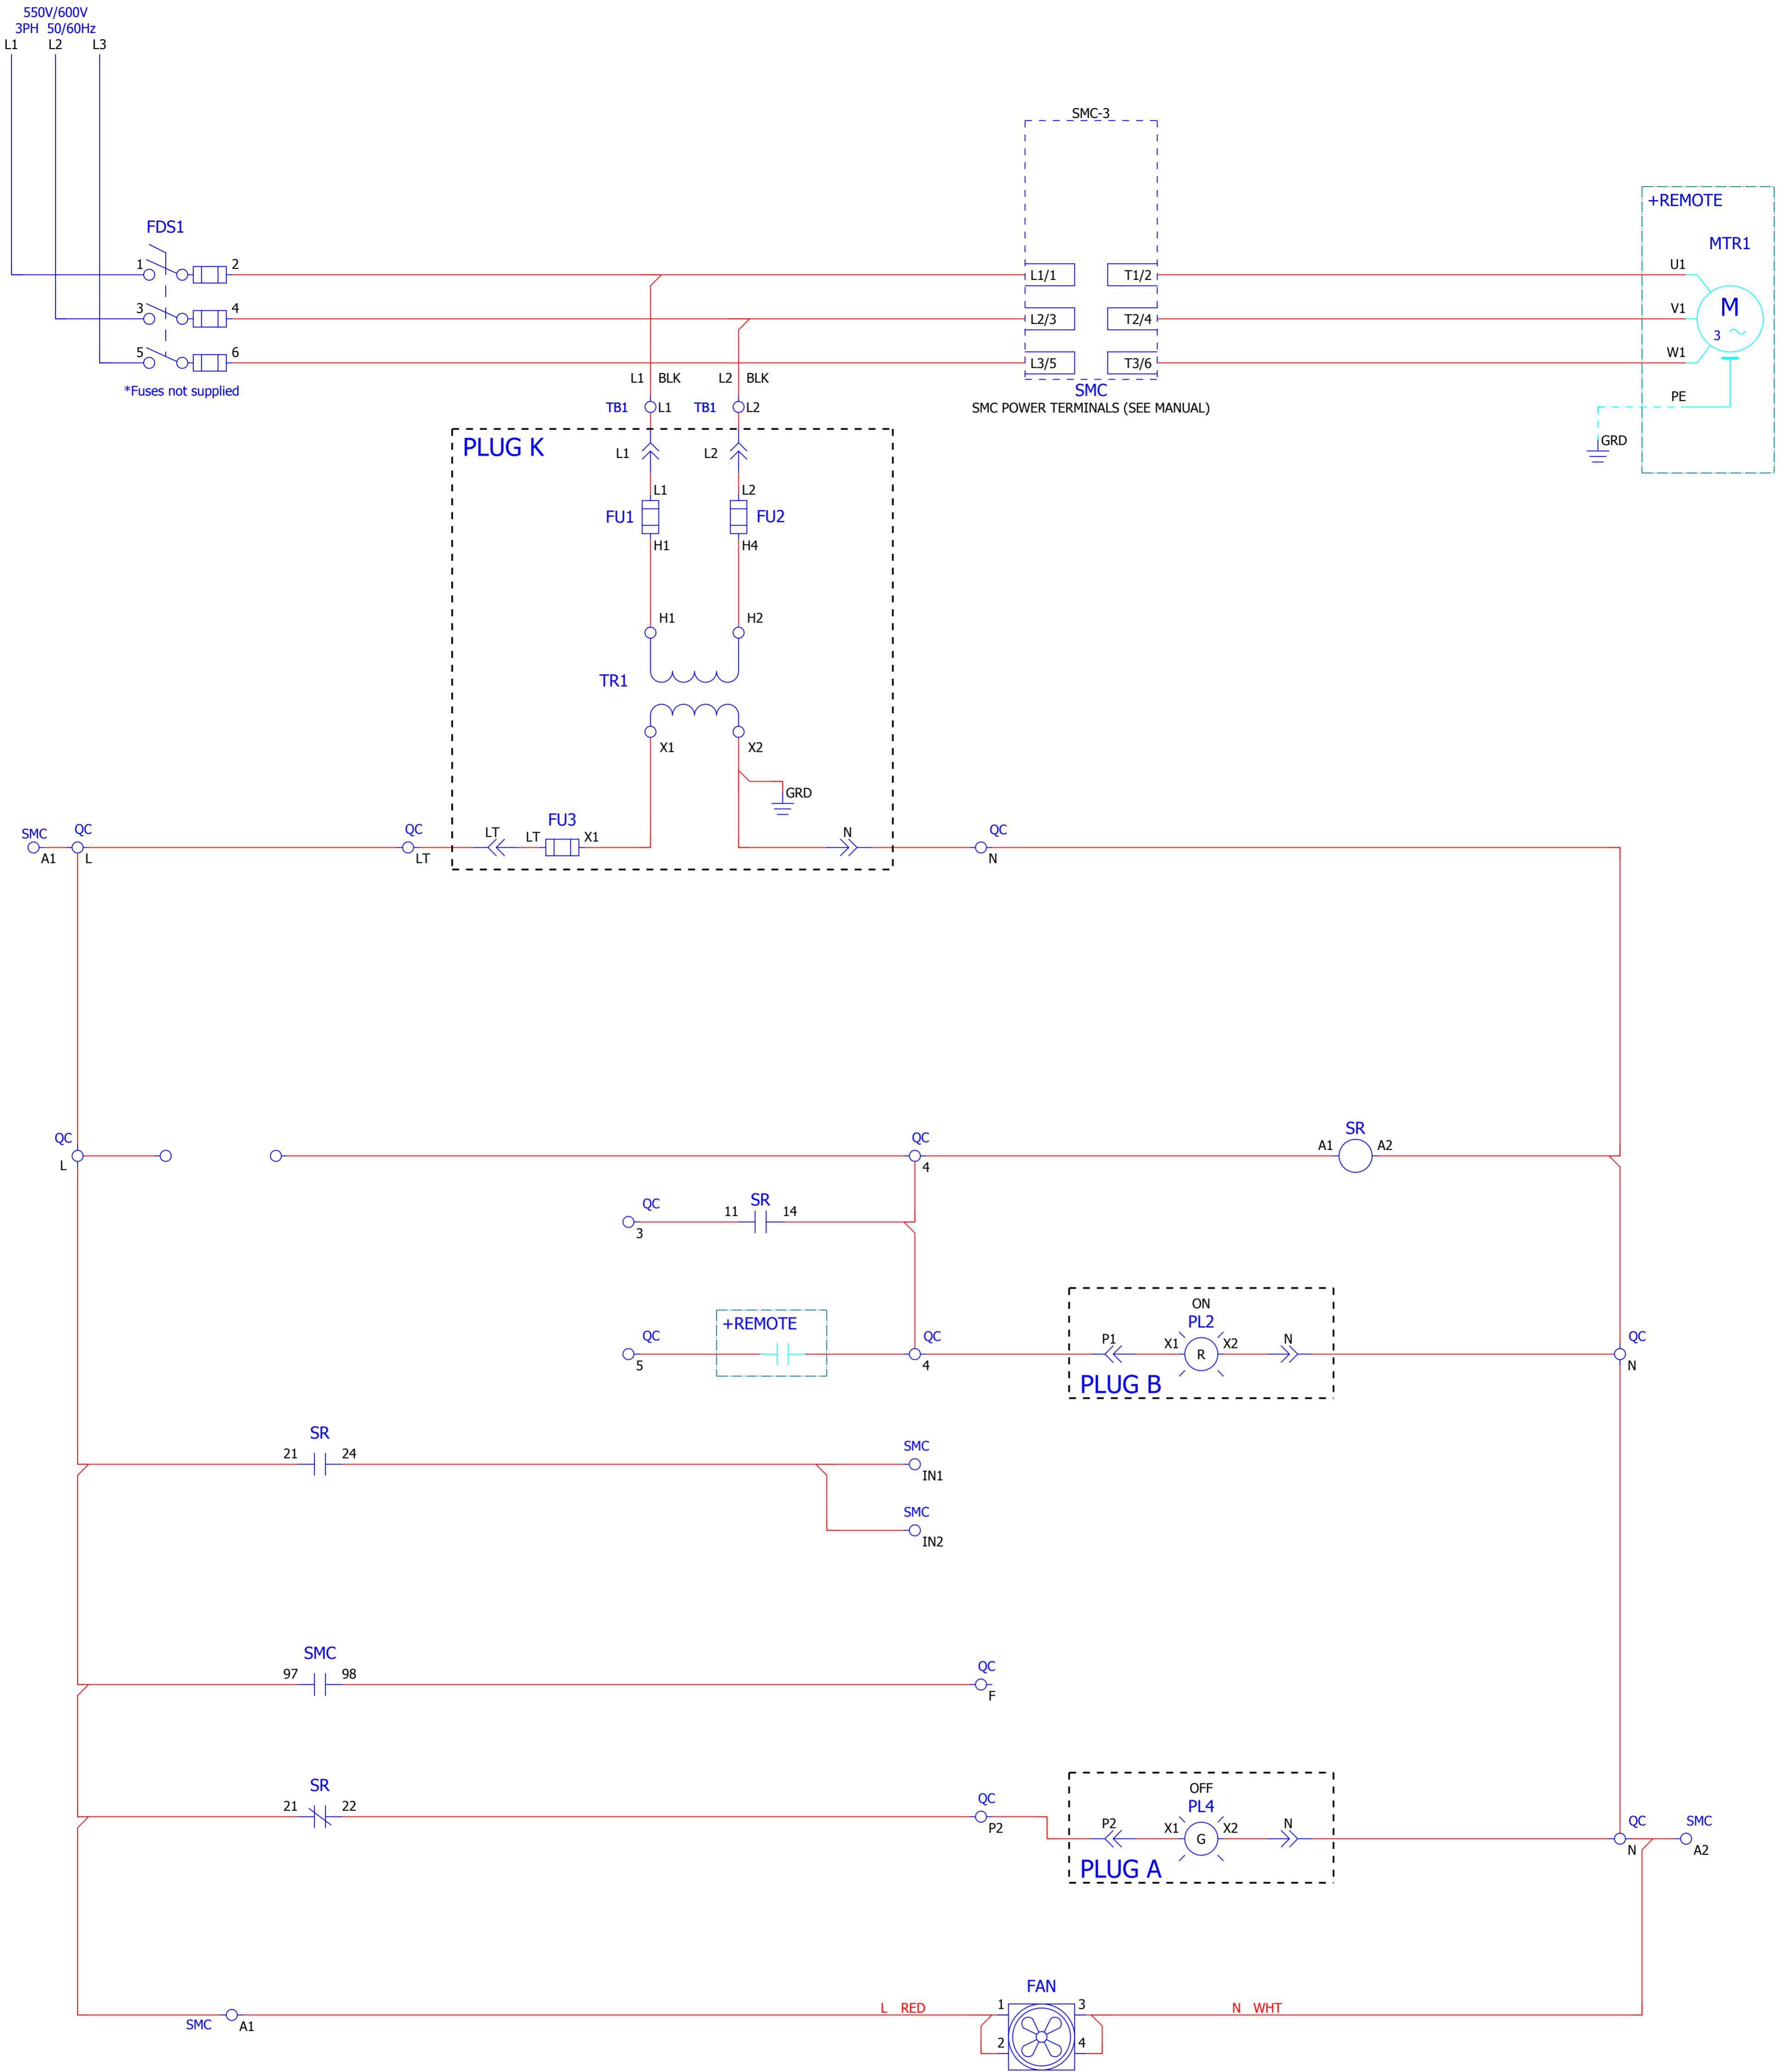 550V/600V
3PH 50/60Hz
L1 L2 L3
SMC-3
+REMOTE
FDS1
MTR1
1 2 L1/1 T1/2 U1
3 4 L2/3 T2/4 V1
M
3
5 6 L3/5 T3/6 W1
*Fuses not supplied
L1 BLK L2 BLK
SMC
PE
TB1 L1 TB1 L2
SMC POWER TERMINALS (SEE MANUAL)
GRD
PLUG K
L1 L2
L1 L2
FU1 FU2
H1 H4
H1 H2
TR1
X1 X2
GRD
FU3
SMC QC QC LT LT X1 N QC
A1 L LT N
QC QC SR
A1 A2
L 4
QC SR
11 14
3
ON
+REMOTE PL2
QC QC P1 X1 X2 N QC
R
5 4 N
PLUG B
SR SMC
21 24
IN1
SMC
IN2
SMC QC
97 98
F
SR OFF
21 22 QC PL4
P2 P2 X1 X2 N QC SMC
G
N A2
PLUG A
FAN
L RED 1 3 N WHT
SMC A1
2 4